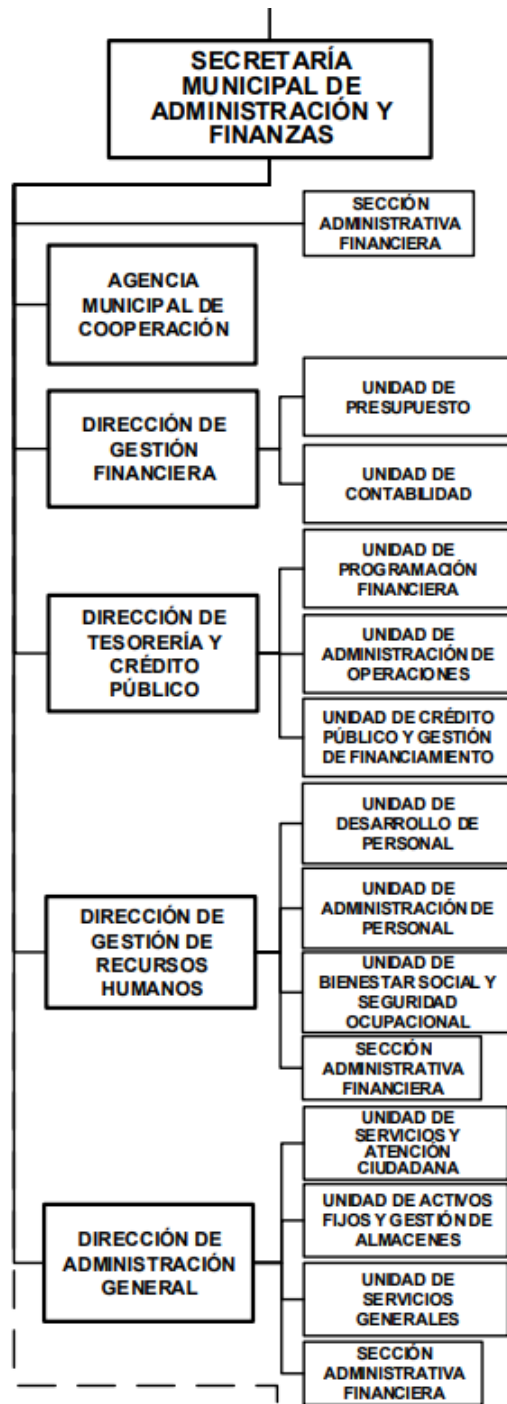 SECRETARÍA
MUNICIPAL DE
ADMINISTRACIÓN Y
FINANZAS
SECCIÓN
ADMINISTRATIVA
FINANCIERA
AGENCIA
MUNICIPAL DE
COOPERACIÓN
DIRECCIÓN DE
GESTIÓN
FINANCIERA
UNIDAD DE
PRESUPUESTO
UNIDAD DE
CONTABILIDAD
DIRECCIÓN DE
TESORERÍA Y
CRÉDITO
PÚBLICO
UNIDAD DE
PROGRAMACIÓN
FINANCIERA
UNIDAD DE
ADMINISTRACIÓN DE
OPERACIONES
UNIDAD DE CRÉDITO
PÚBLICO Y GESTIÓN
DE FINANCIAMIENTO
DIRECCIÓN DE
GESTIÓN DE
RECURSOS
HUMANOS
UNIDAD DE
DESARROLLO DE
PERSONAL
UNIDAD DE
ADMINISTRACIÓN DE
PERSONAL
UNIDAD DE
BIENESTAR SOCIAL Y
SEGURIDAD
OCUPACIONAL
SECCIÓN
ADMINISTRATIVA
FINANCIERA
DIRECCIÓN DE
ADMINISTRACIÓN
GENERAL
UNIDAD DE
SERVICIOS Y
ATENCIÓN
CIUDADANA
UNIDAD DE ACTIVOS
FIJOS Y GESTIÓN DE
ALMACENES
UNIDAD DE
SERVICIOS
GENERALES
SECCIÓN
ADMINISTRATIVA
FINANCIERA